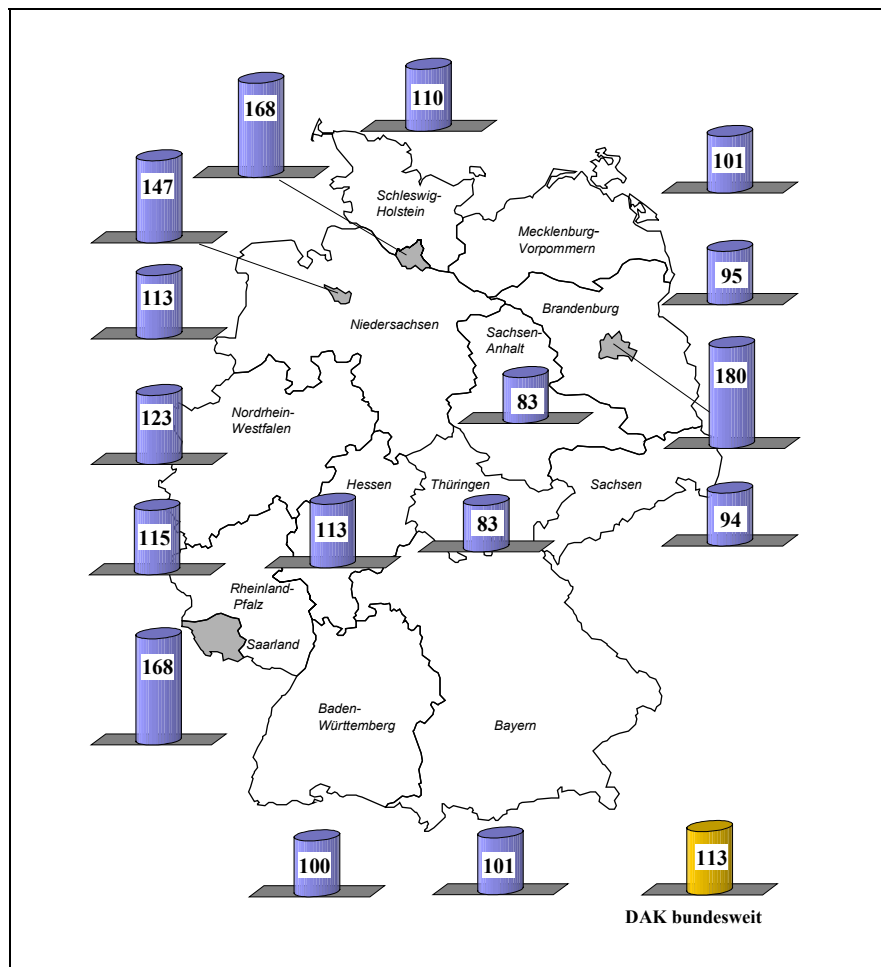 110
168
101
147
Schleswig-
Holstein
Mecklenburg-
Vorpommern
95
113
Brandenburg
Niedersachsen
Sachsen-
Anhalt
180
83
123
Nordrhein-
Westfalen
Hessen
Thüringen
Sachsen
115
113
83
94
Rheinland-
Pfalz
Saarland
168
Baden-
Württemberg
Bayern
100
101
113
DAK bundesweit